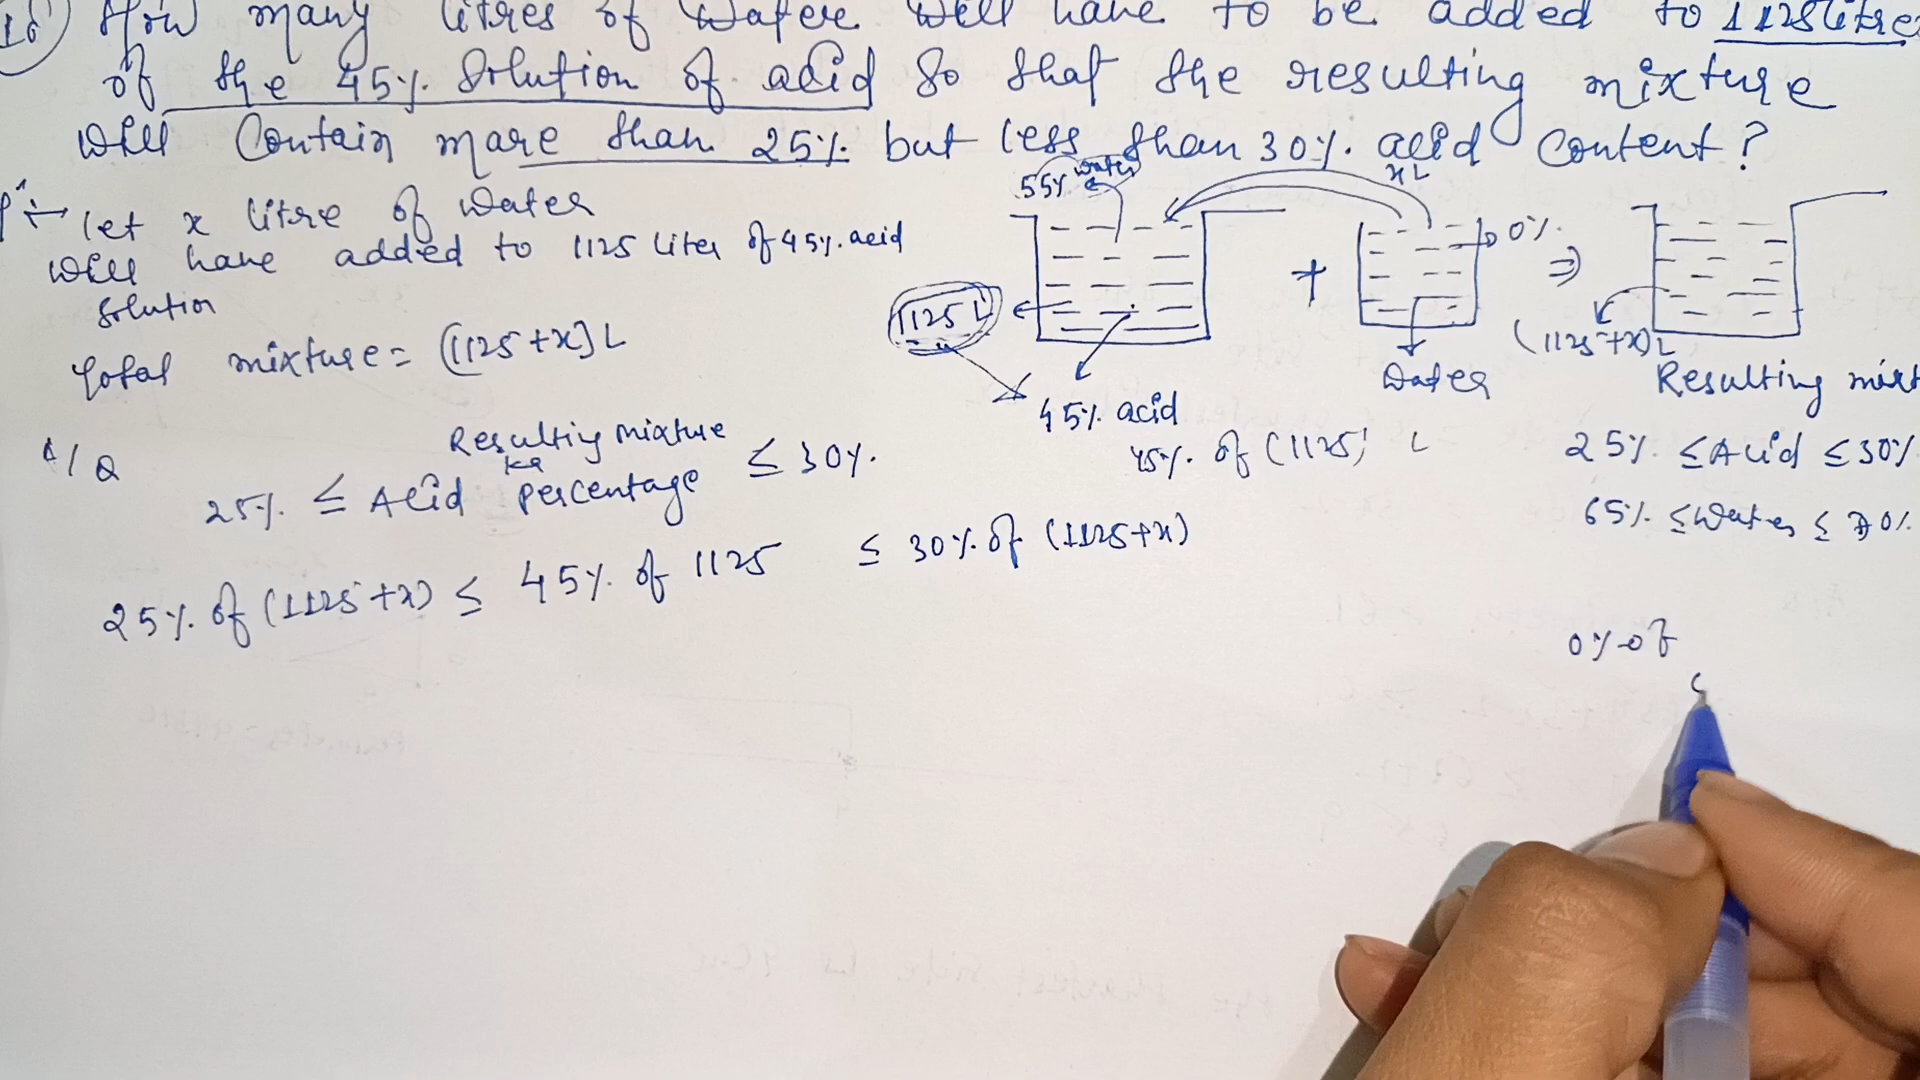 How many litres of water will have to be added to 1125 litre
of the 45% Solution of acid so that the resulting mixture
will contain more than 25% but less than 30% acid content?
let x litre of water
will have added to 1125 liter of 45% acid
solution
Total mixture = (1125+x) L
A/Q
Resulting mixture
ka
25% ≤ Acid percentage ≤ 30%.
25% of (1125+x) ≤ 45% of 1125 ≤ 30% of (1125+x)
55% water
xL
1125 L
+
0%
⇒
(1125+x)L
Water
Resulting mixt
45% acid
45% of (1125) L
25% ≤ Acid ≤ 30%
65% ≤ Water ≤ 70%
0% of